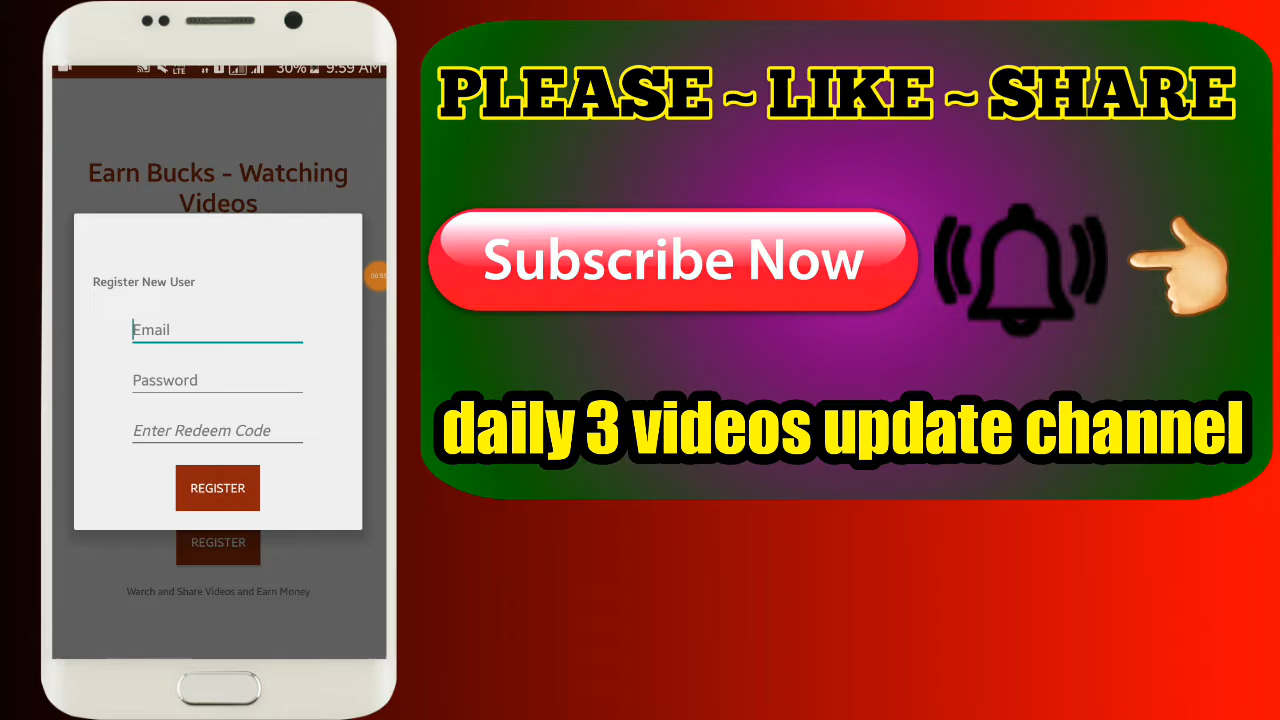 LTE 30% 9:59 AM
Earn Bucks - Watching
Videos
Register New User
Email
Password
Enter Redeem Code
REGISTER
REGISTER
Warch and Share Videos and Earn Money
PLEASE ~ LIKE ~ SHARE
Subscribe Now
daily 3 videos update channel